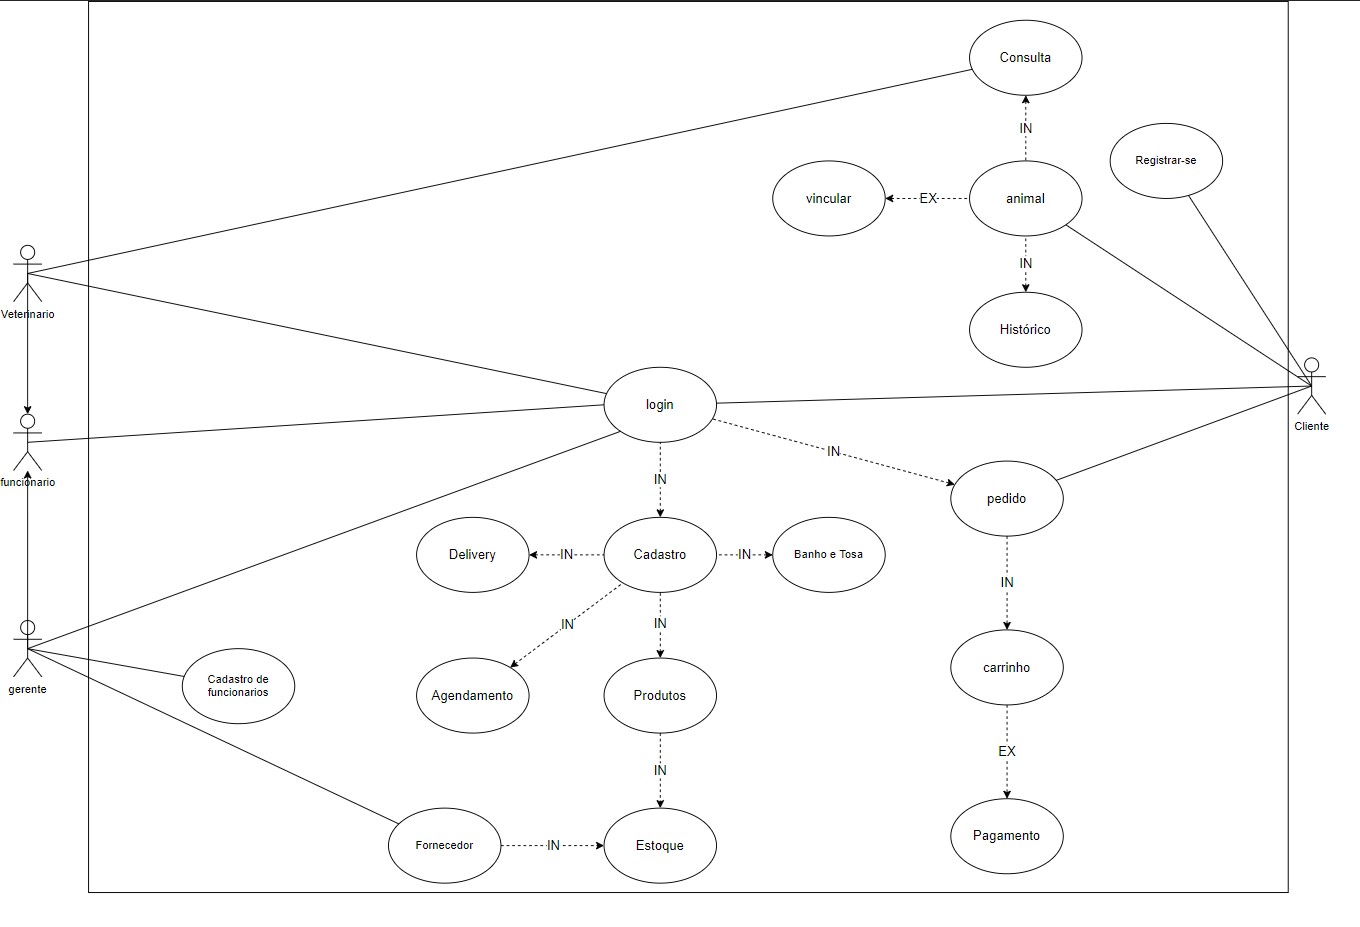 Consulta
IN
Registrar-se
vincular
EX
animal
IN
Veterinario
Histórico
login
Cliente
IN
funcionario
IN
pedido
Delivery
IN
Cadastro
IN
Banho e Tosa
IN
IN
IN
gerente
Cadastro de
funcionarios
Agendamento
Produtos
carrinho
EX
IN
Fornecedor
IN
Estoque
Pagamento